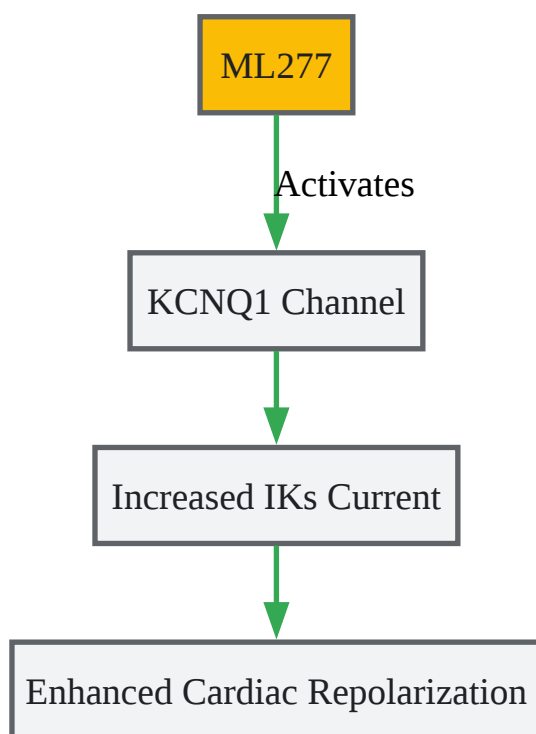 ML277
Activates
KCNQ1 Channel
Increased IKs Current
Enhanced Cardiac Repolarization